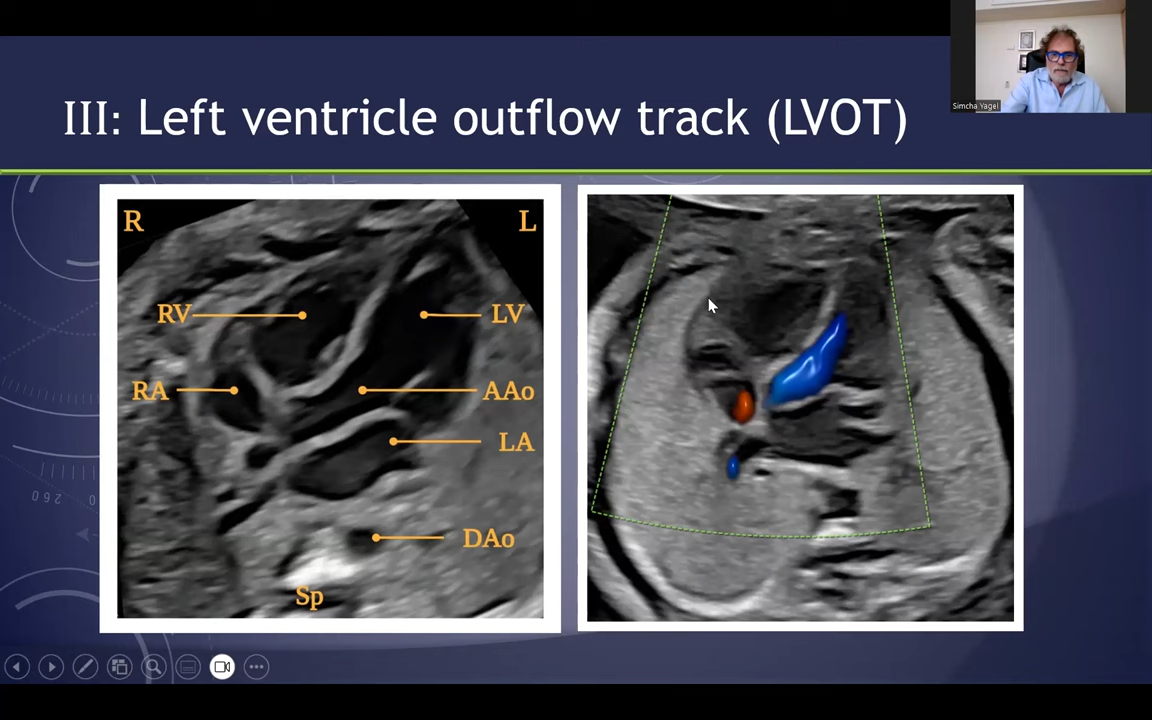 Simcha Yagel
III: Left ventricle outflow track (LVOT)
R
L
RV
LV
RA
AAo
LA
DAo
Sp